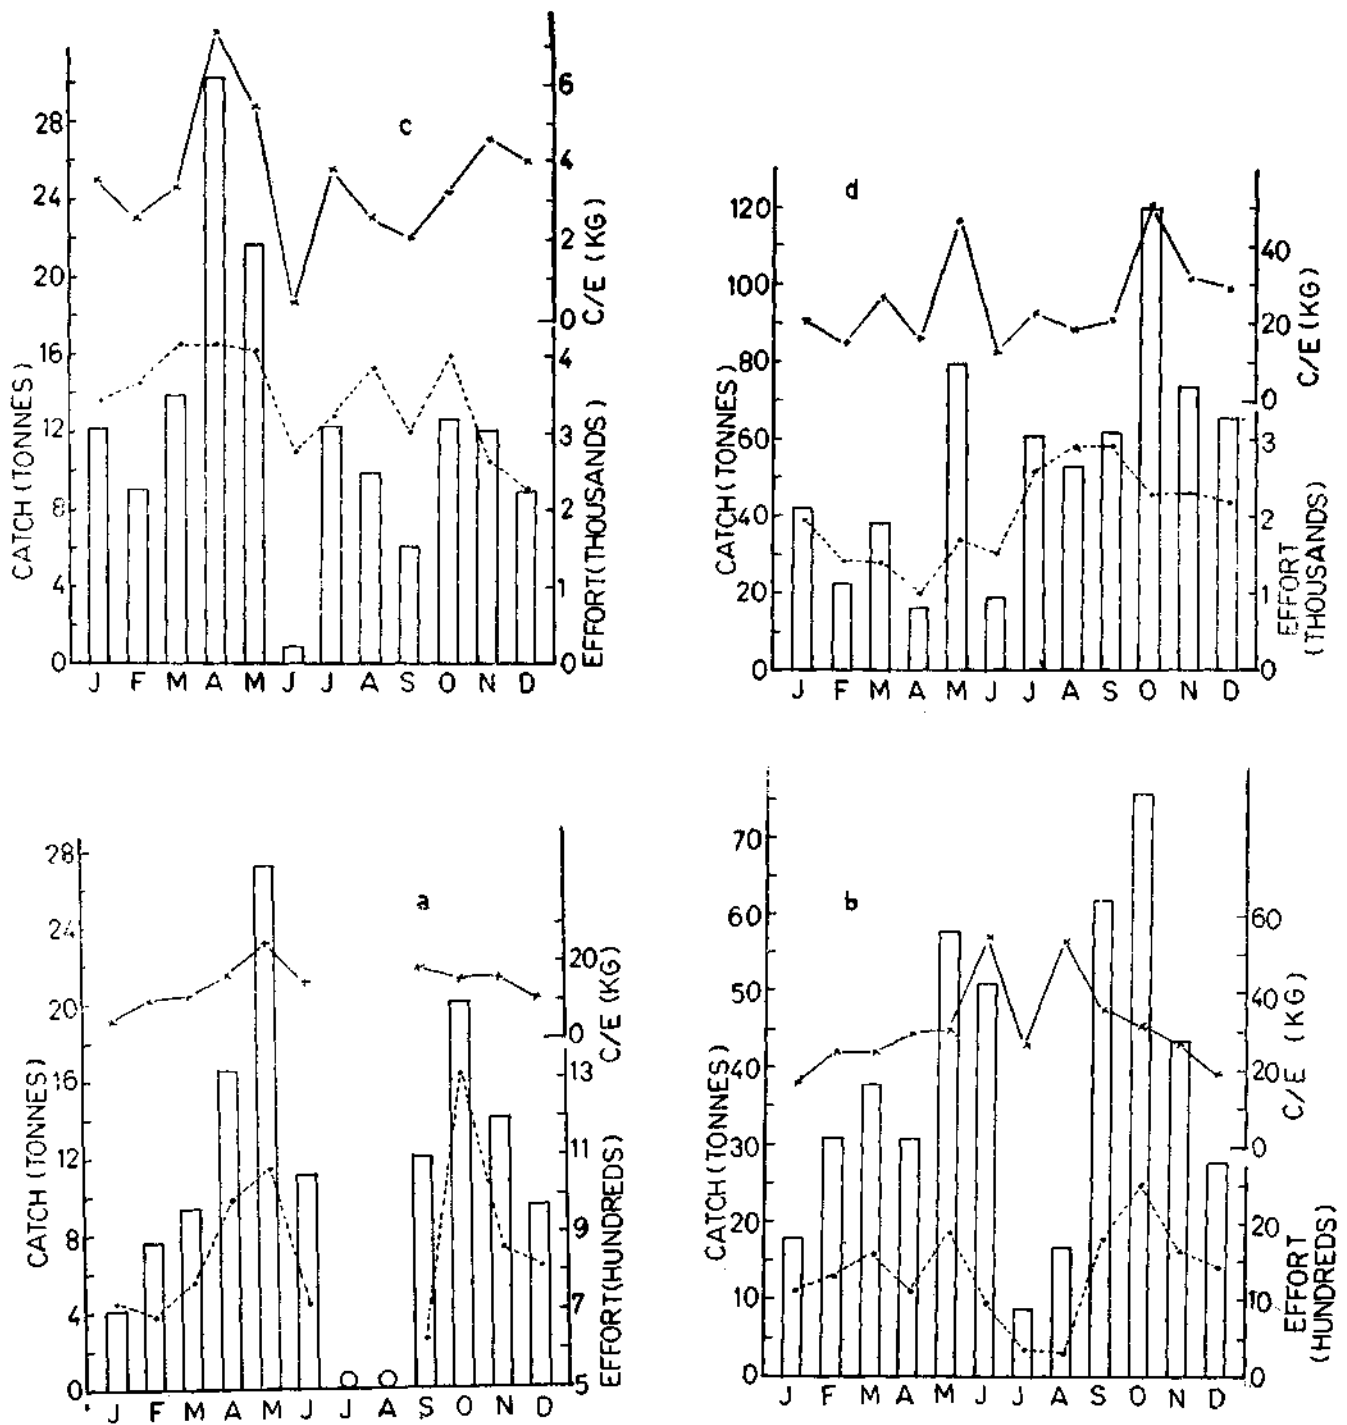 c
28
24
20
16
12
8
4
0
CATCH (TONNES)
6
4
2
0
C/E (KG)
4
3
2
1
0
EFFORT (THOUSANDS)
J F M A M J J A S O N D
d
120
100
80
60
40
20
0
CATCH (TONNES)
40
20
0
C/E (KG)
3
2
1
0
EFFORT
(THOUSANDS)
J F M A M J J A S O N D
a
28
24
20
16
12
8
4
0
CATCH (TONNES)
20
0
C/E (KG)
13
11
9
7
5
EFFORT (HUNDREDS)
J F M A M J J A S O N D
b
70
60
50
40
30
20
10
0
CATCH (TONNES)
60
40
20
0
C/E (KG)
20
10
0
EFFORT
(HUNDREDS)
J F M A M J J A S O N D